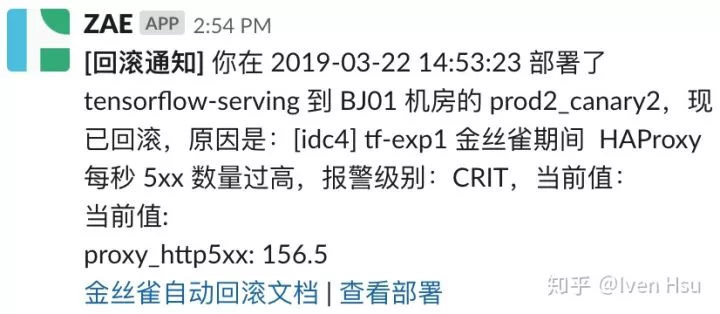 ZAE APP 2:54 PM
[回滚通知] 你在 2019-03-22 14:53:23 部署了
tensorflow-serving 到 BJ01 机房的 prod2_canary2，现
已回滚，原因是：[idc4] tf-exp1 金丝雀期间 HAProxy
每秒 5xx 数量过高，报警级别：CRIT，当前值：
当前值:
proxy_http5xx: 156.5
金丝雀自动回滚文档 | 查看部署
知乎 @Iven Hsu